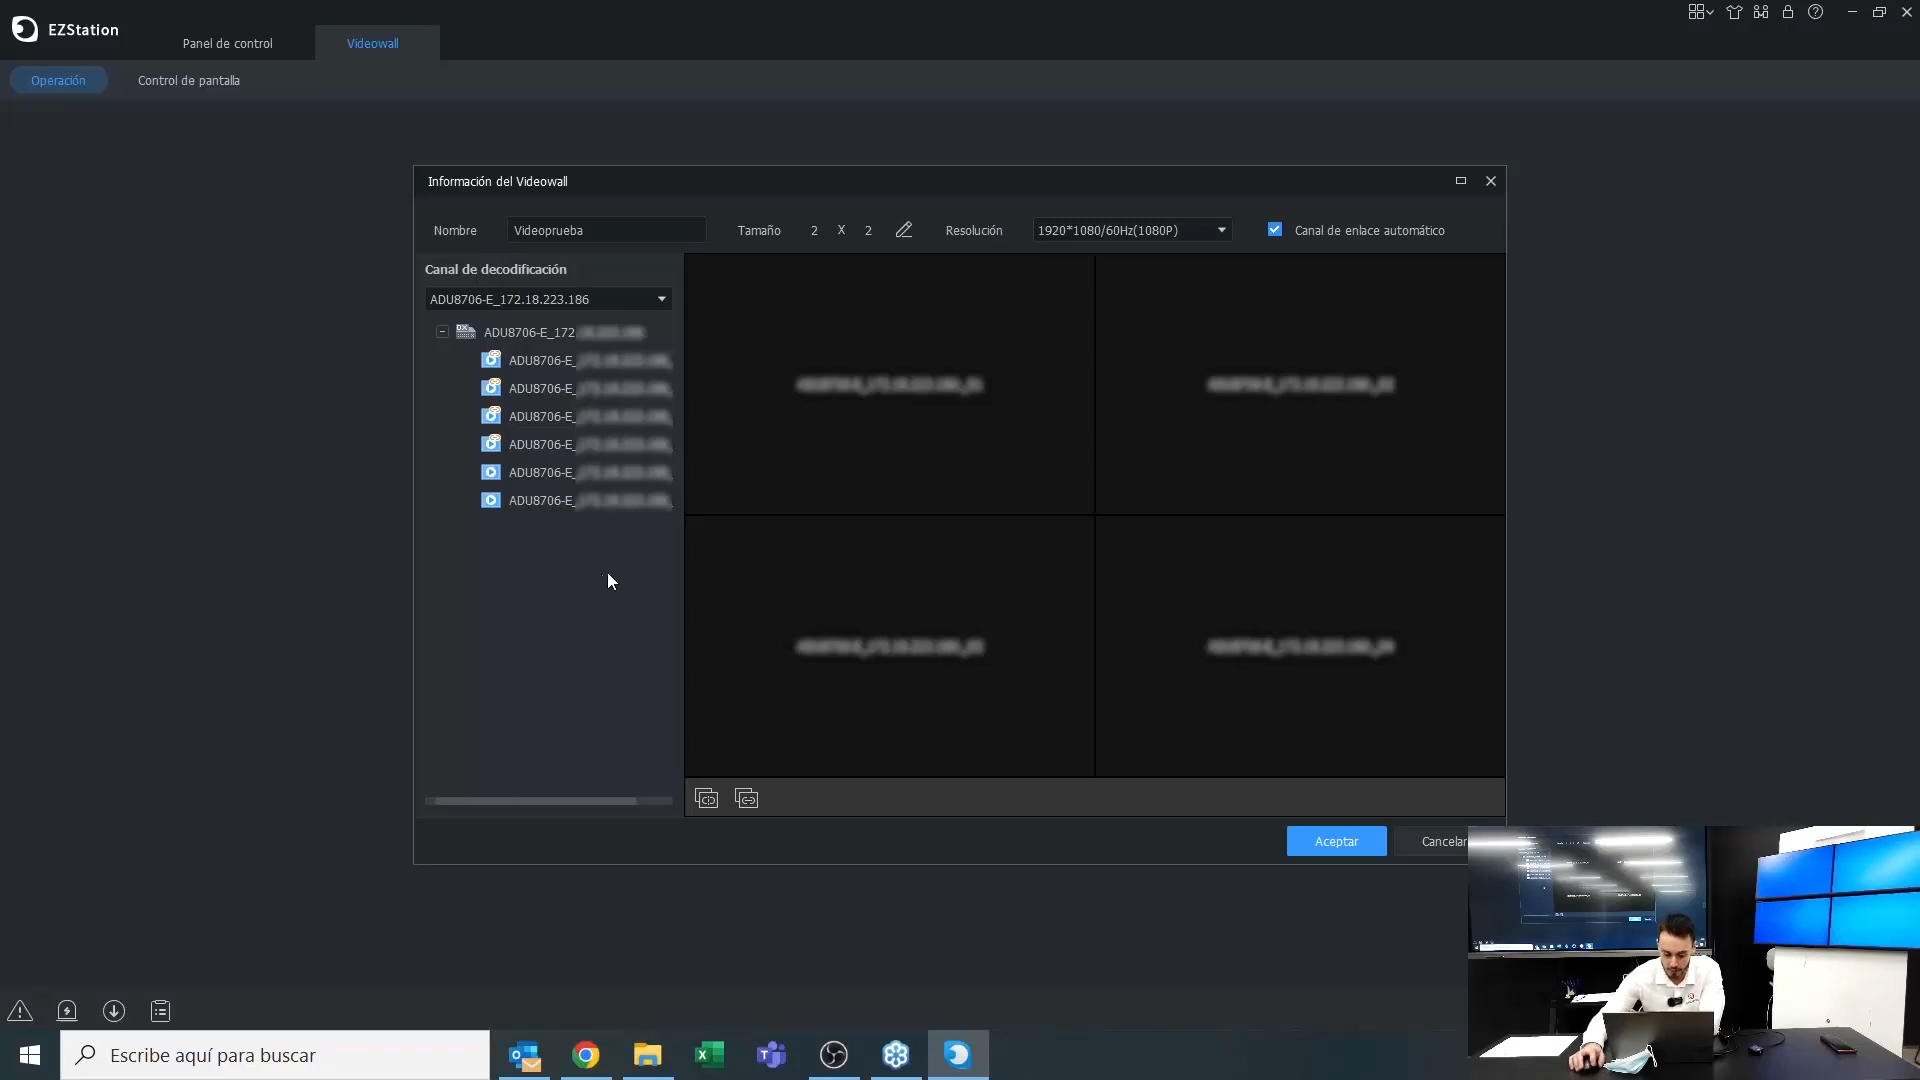 EZStation
Panel de control
Videowall
Operación
Control de pantalla
Información del Videowall
Nombre
Videoprueba
Tamaño
2 X 2
Resolución
1920*1080/60Hz(1080P)
Canal de enlace automático
Canal de decodificación
ADU8706-E_172.18.223.186
ADU8706-E_172
ADU8706-E_
ADU8706-E_
ADU8706-E_
ADU8706-E_
ADU8706-E_
ADU8706-E_
Aceptar
Cancelar
Escribe aquí para buscar